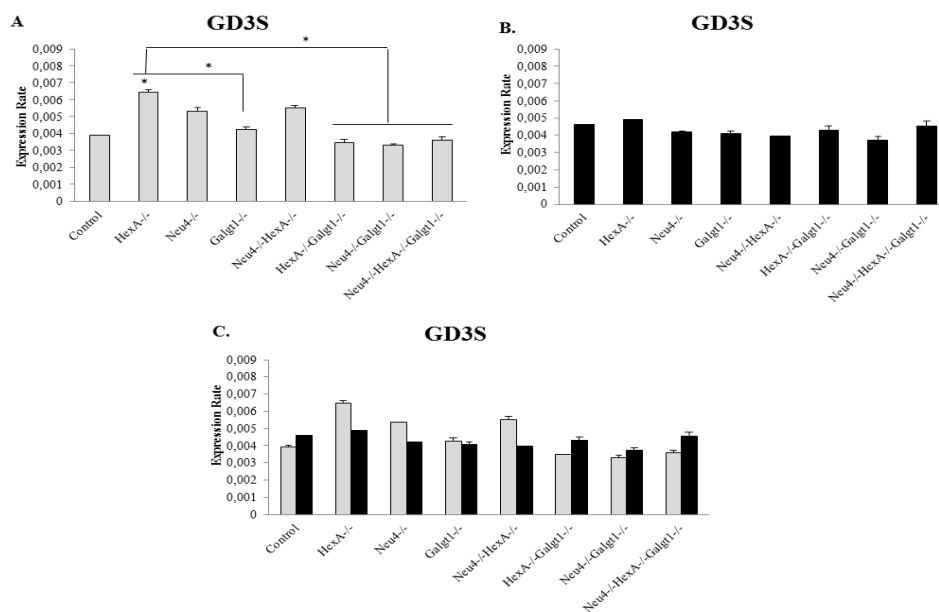 A
GD3S
Expression Rate
0,009
0,008
0,007
0,006
0,005
0,004
0,003
0,002
0,001
0
*
*
*
Control
HexA-/-
Neu4-/-
Galgt1-/-
Neu4-/-HexA-/-
HexA-/-Galgt1-/-
Neu4-/-Galgt1-/-
Neu4-/-HexA-/-Galgt1-/-
B.
GD3S
Expression Rate
0,009
0,008
0,007
0,006
0,005
0,004
0,003
0,002
0,001
0
Control
HexA-/-
Neu4-/-
Galgt1-/-
Neu4-/-HexA-/-
HexA-/-Galgt1-/-
Neu4-/-Galgt1-/-
Neu4-/-HexA-/-Galgt1-/-
C.
GD3S
Expression Rate
0,009
0,008
0,007
0,006
0,005
0,004
0,003
0,002
0,001
0
Control
HexA-/-
Neu4-/-
Galgt1-/-
Neu4-/-HexA-/-
HexA-/-Galgt1-/-
Neu4-/-Galgt1-/-
Neu4-/-HexA-/-Galgt1-/-